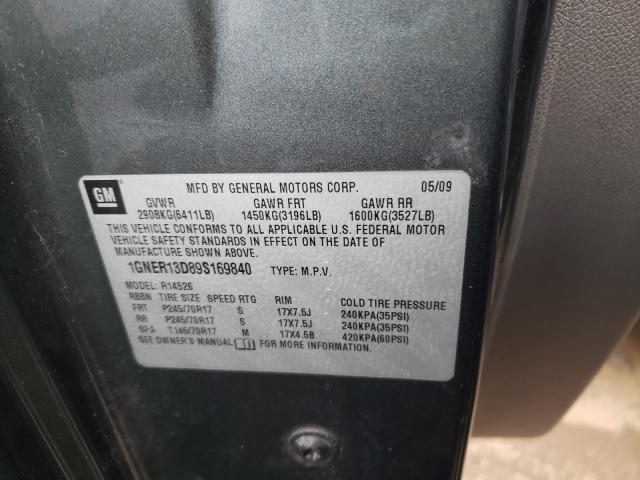 GM
MFD BY GENERAL MOTORS CORP. 05/09
GVWR GAWR FRT GAWR RR
2908KG(6411LB) 1450KG(3196LB) 1600KG(3527LB)
THIS VEHICLE CONFORMS TO ALL APPLICABLE U.S. FEDERAL MOTOR
VEHICLE SAFETY STANDARDS IN EFFECT ON THE DATE OF
MANUFACTURE SHOWN ABOVE.
1GNER13D89S169840 TYPE: M.P.V.
MODEL: R14526
RBBN TIRE SIZE SPEED RTG RIM COLD TIRE PRESSURE
FRT P245/70R17 S 17X7.5J 240KPA(35PSI)
RR P245/70R17 S 17X7.5J 240KPA(35PSI)
SPA T145/70R17 M 17X4.5B 420KPA(60PSI)
SEE OWNER'S MANUAL FOR MORE INFORMATION.